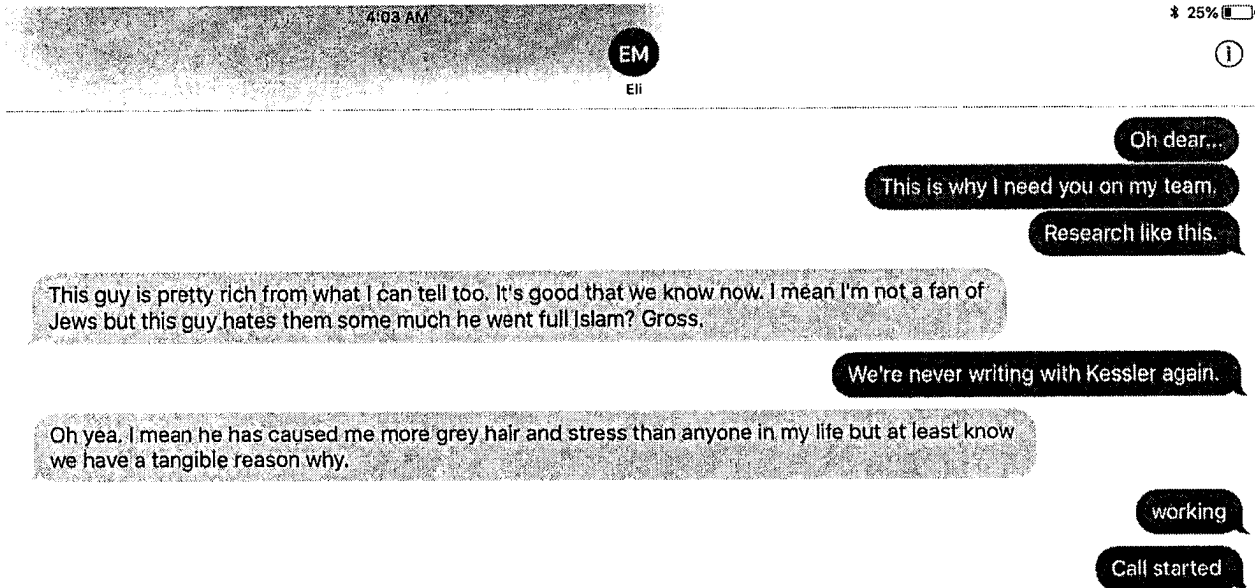 4:03 AM
25%
EM
Eli
Oh dear...
This is why I need you on my team.
Research like this.
This guy is pretty rich from what I can tell too. It's good that we know now. I mean I'm not a fan of
Jews but this guy hates them some much he went full Islam? Gross.
We're never writing with Kessler again.
Oh yea. I mean he has caused me more grey hair and stress than anyone in my life but at least know
we have a tangible reason why.
working
Call started